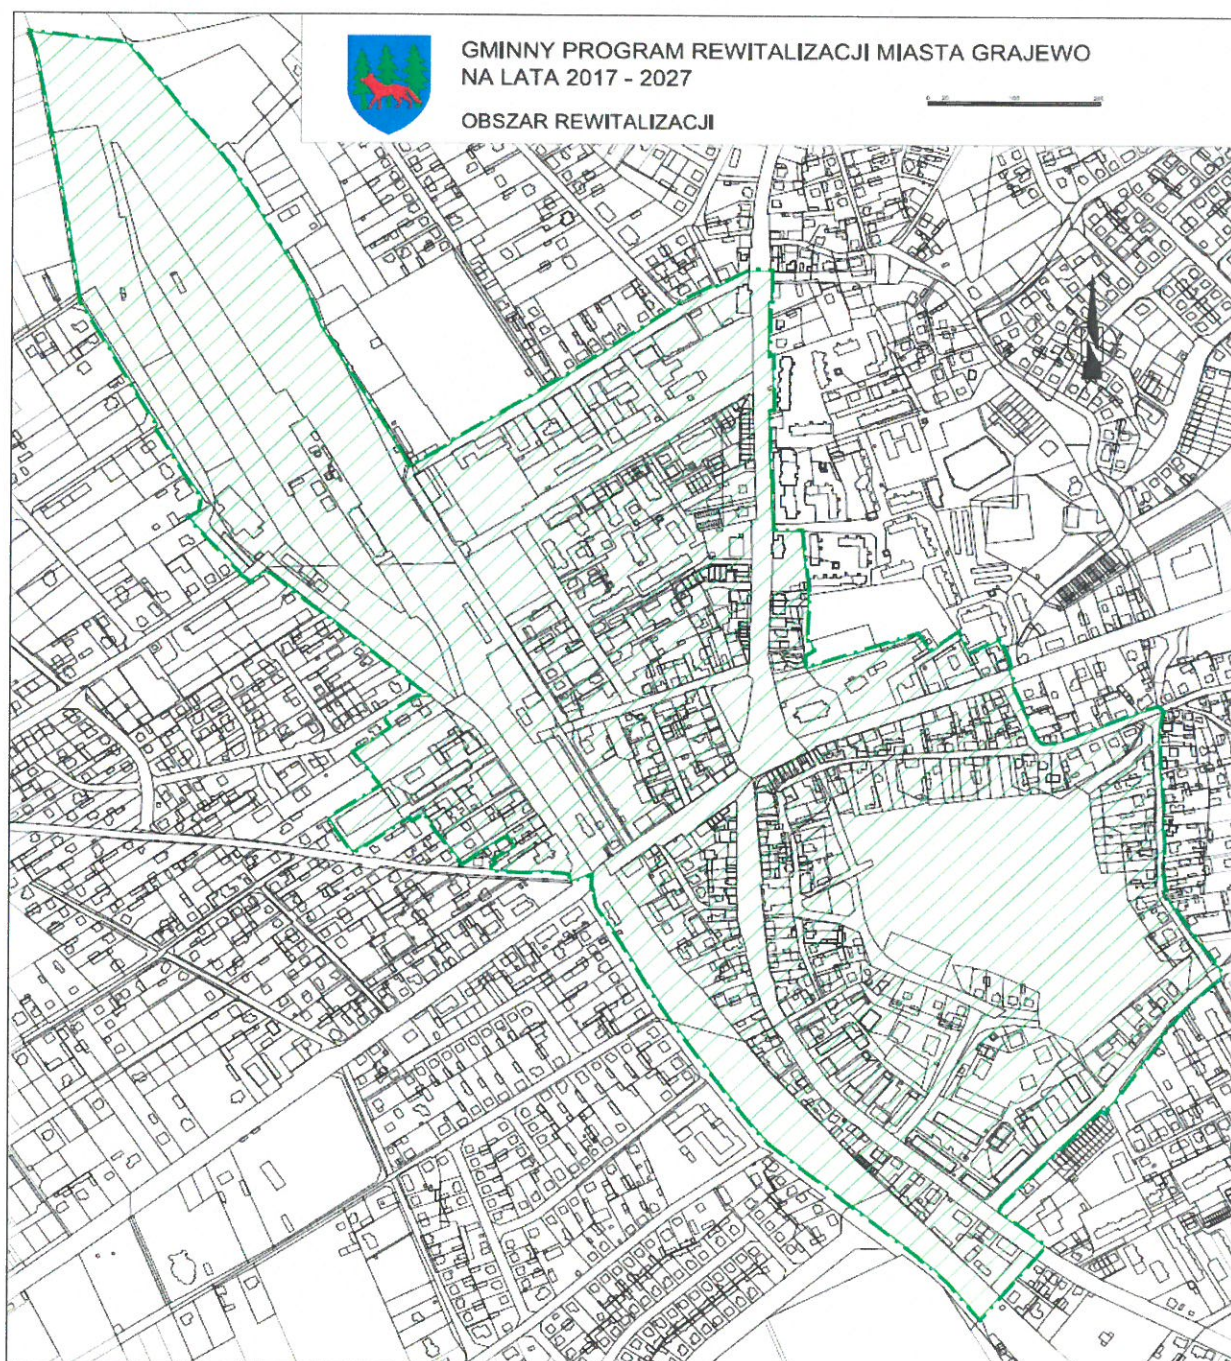 GMINNY PROGRAM REWITALIZACJI MIASTA GRAJEWO
NA LATA 2017 - 2027
OBSZAR REWITALIZACJI